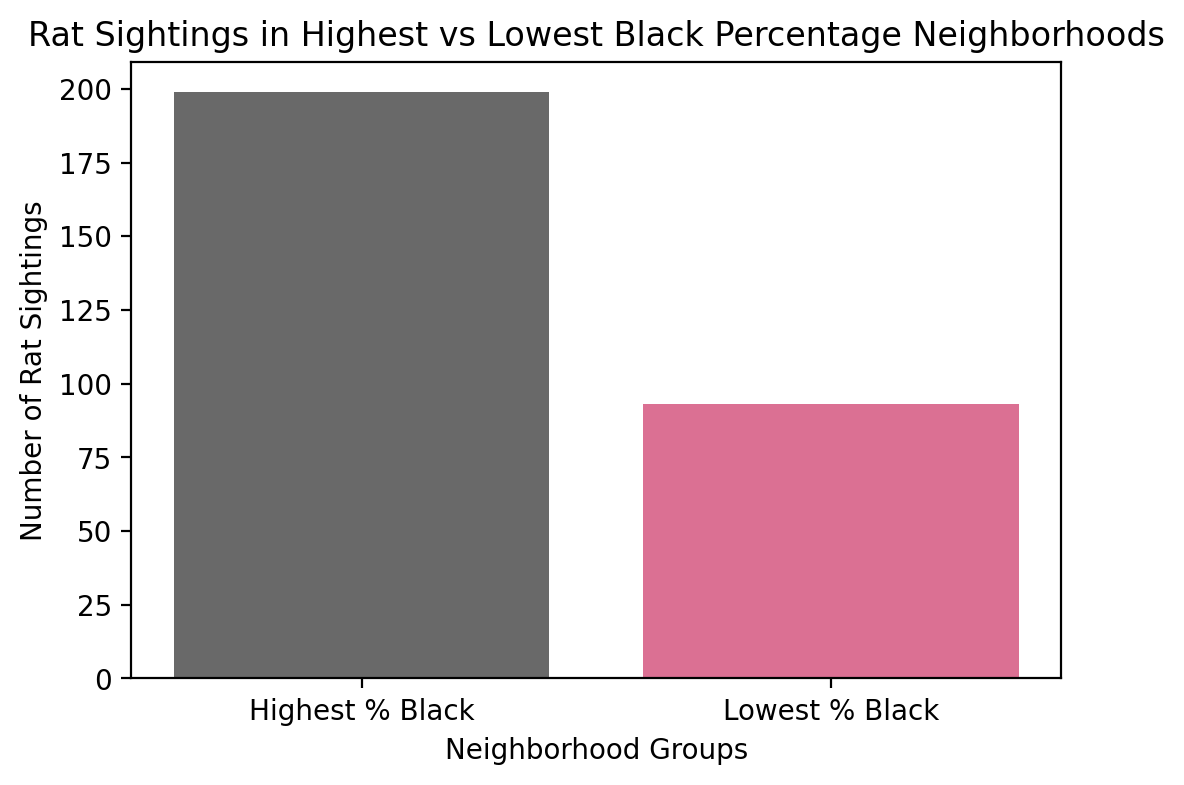 Rat Sightings in Highest vs Lowest Black Percentage Neighborhoods
Number of Rat Sightings
200
175
150
125
100
75
50
25
0
Highest % Black
Lowest % Black
Neighborhood Groups